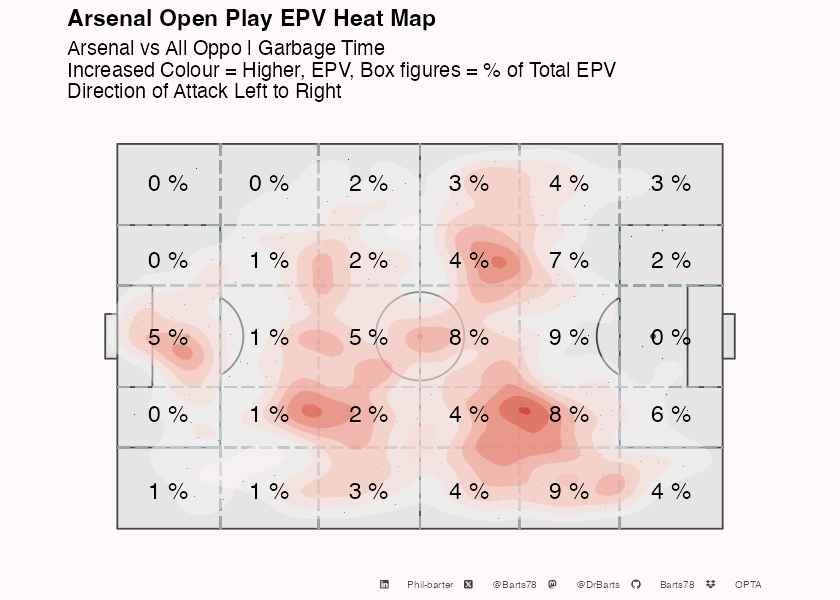 Arsenal Open Play EPV Heat Map
Arsenal vs All Oppo | Garbage Time
Increased Colour = Higher, EPV, Box figures = % of Total EPV
Direction of Attack Left to Right
0 % 0 % 2 % 3 % 4 % 3 %
0 % 1 % 2 % 4 % 7 % 2 %
5 % 1 % 5 % 8 % 9 % 0 %
0 % 1 % 2 % 4 % 8 % 6 %
1 % 1 % 3 % 4 % 9 % 4 %
Phil-barter @Barts78 @DrBarts Barts78 OPTA